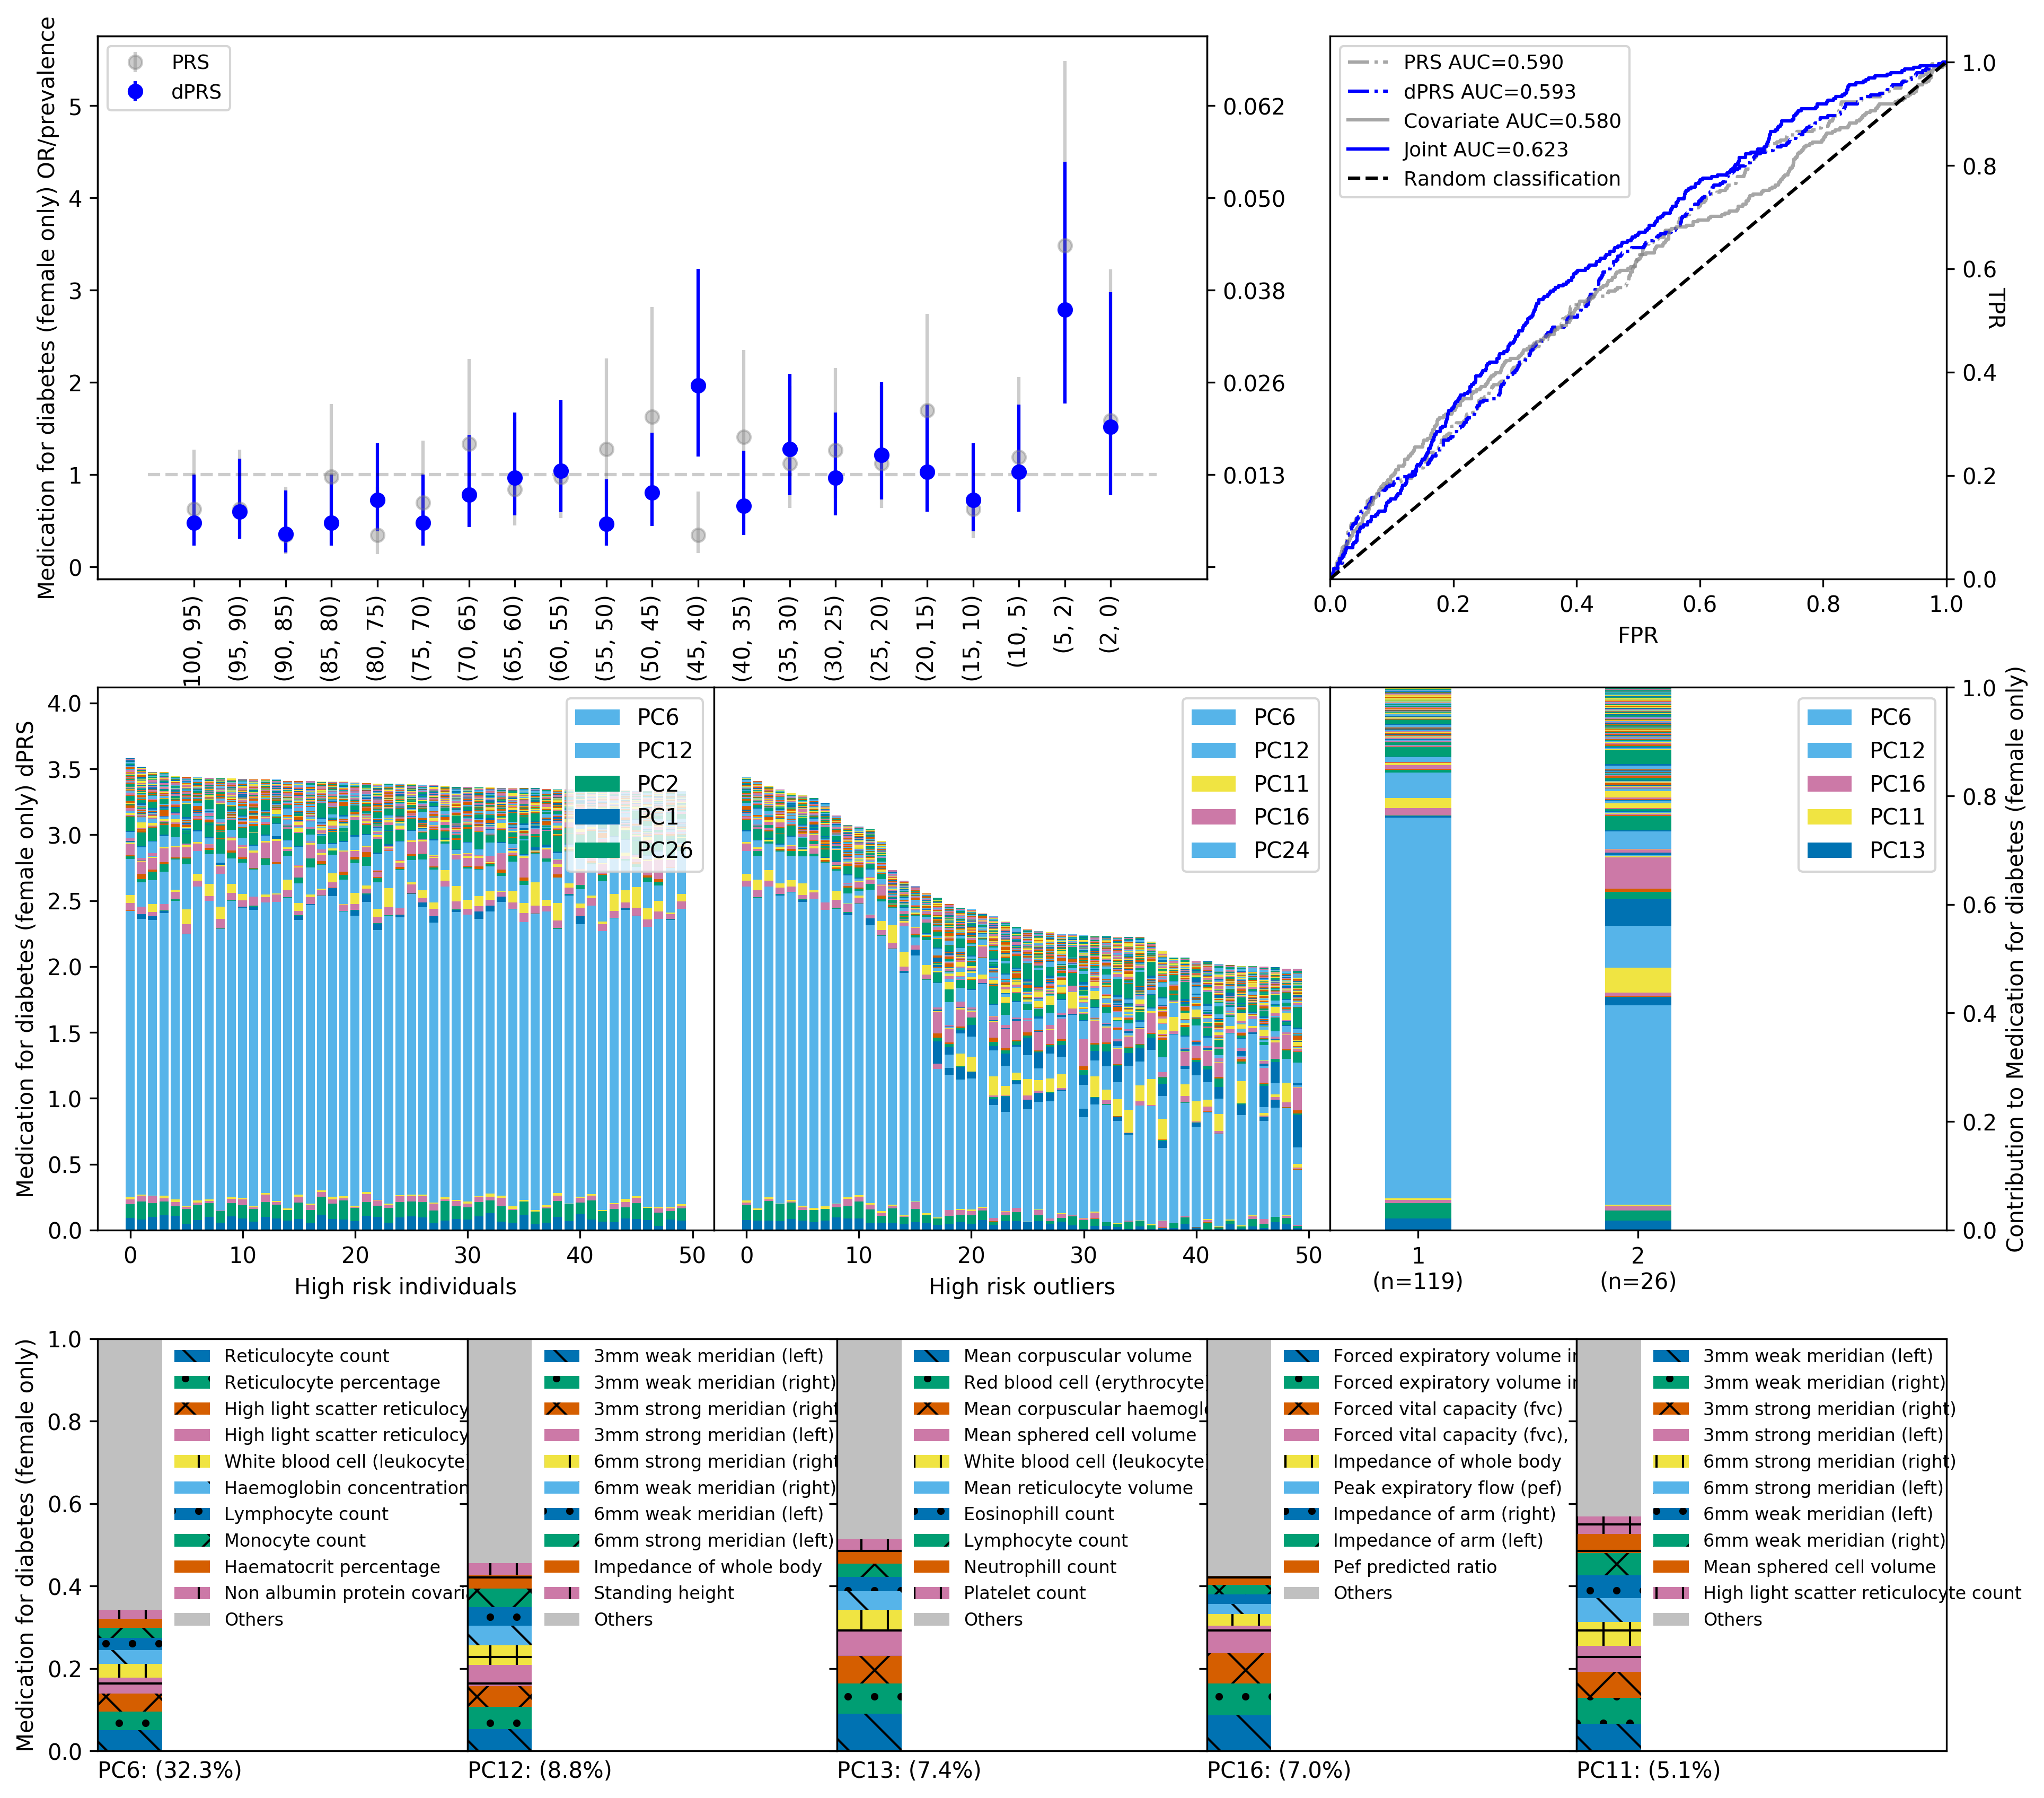 Medication for diabetes (female only) OR/prevalence
PRS
dPRS
5
4
3
2
1
0
0.062
0.050
0.038
0.026
0.013
100, 95)
(95, 90)
(90, 85)
(85, 80)
(80, 75)
(75, 70)
(70, 65)
(65, 60)
(60, 55)
(55, 50)
(50, 45)
(45, 40)
(40, 35)
(35, 30)
(30, 25)
(25, 20)
(20, 15)
(15, 10)
(10, 5)
(5, 2)
(2, 0)
PRS AUC=0.590
dPRS AUC=0.593
Covariate AUC=0.580
Joint AUC=0.623
Random classification
1.0
0.8
0.6
0.4
0.2
0.0
TPR
0.0 0.2 0.4 0.6 0.8 1.0
FPR
Medication for diabetes (female only) dPRS
4.0
3.5
3.0
2.5
2.0
1.5
1.0
0.5
0.0
PC6
PC12
PC2
PC1
PC26
0 10 20 30 40 50
High risk individuals
PC6
PC12
PC11
PC16
PC24
0 10 20 30 40 50
High risk outliers
PC6
PC12
PC16
PC11
PC13
1
(n=119)
2
(n=26)
1.0
0.8
0.6
0.4
0.2
0.0
Contribution to Medication for diabetes (female only)
Medication for diabetes (female only)
1.0
0.8
0.6
0.4
0.2
0.0
Reticulocyte count
Reticulocyte percentage
High light scatter reticulocy
High light scatter reticulocy
White blood cell (leukocyte
Haemoglobin concentration
Lymphocyte count
Monocyte count
Haematocrit percentage
Non albumin protein covari
Others
PC6: (32.3%)
3mm weak meridian (left)
3mm weak meridian (right)
3mm strong meridian (right
3mm strong meridian (left)
6mm strong meridian (right
6mm weak meridian (right)
6mm weak meridian (left)
6mm strong meridian (left)
Impedance of whole body
Standing height
Others
PC12: (8.8%)
Mean corpuscular volume
Red blood cell (erythrocyte
Mean corpuscular haemogl
Mean sphered cell volume
White blood cell (leukocyte
Mean reticulocyte volume
Eosinophill count
Lymphocyte count
Neutrophill count
Platelet count
Others
PC13: (7.4%)
Forced expiratory volume i
Forced expiratory volume i
Forced vital capacity (fvc)
Forced vital capacity (fvc),
Impedance of whole body
Peak expiratory flow (pef)
Impedance of arm (right)
Impedance of arm (left)
Pef predicted ratio
Others
PC16: (7.0%)
3mm weak meridian (left)
3mm weak meridian (right)
3mm strong meridian (right)
3mm strong meridian (left)
6mm strong meridian (right)
6mm strong meridian (left)
6mm weak meridian (left)
6mm weak meridian (right)
Mean sphered cell volume
High light scatter reticulocyte count
Others
PC11: (5.1%)